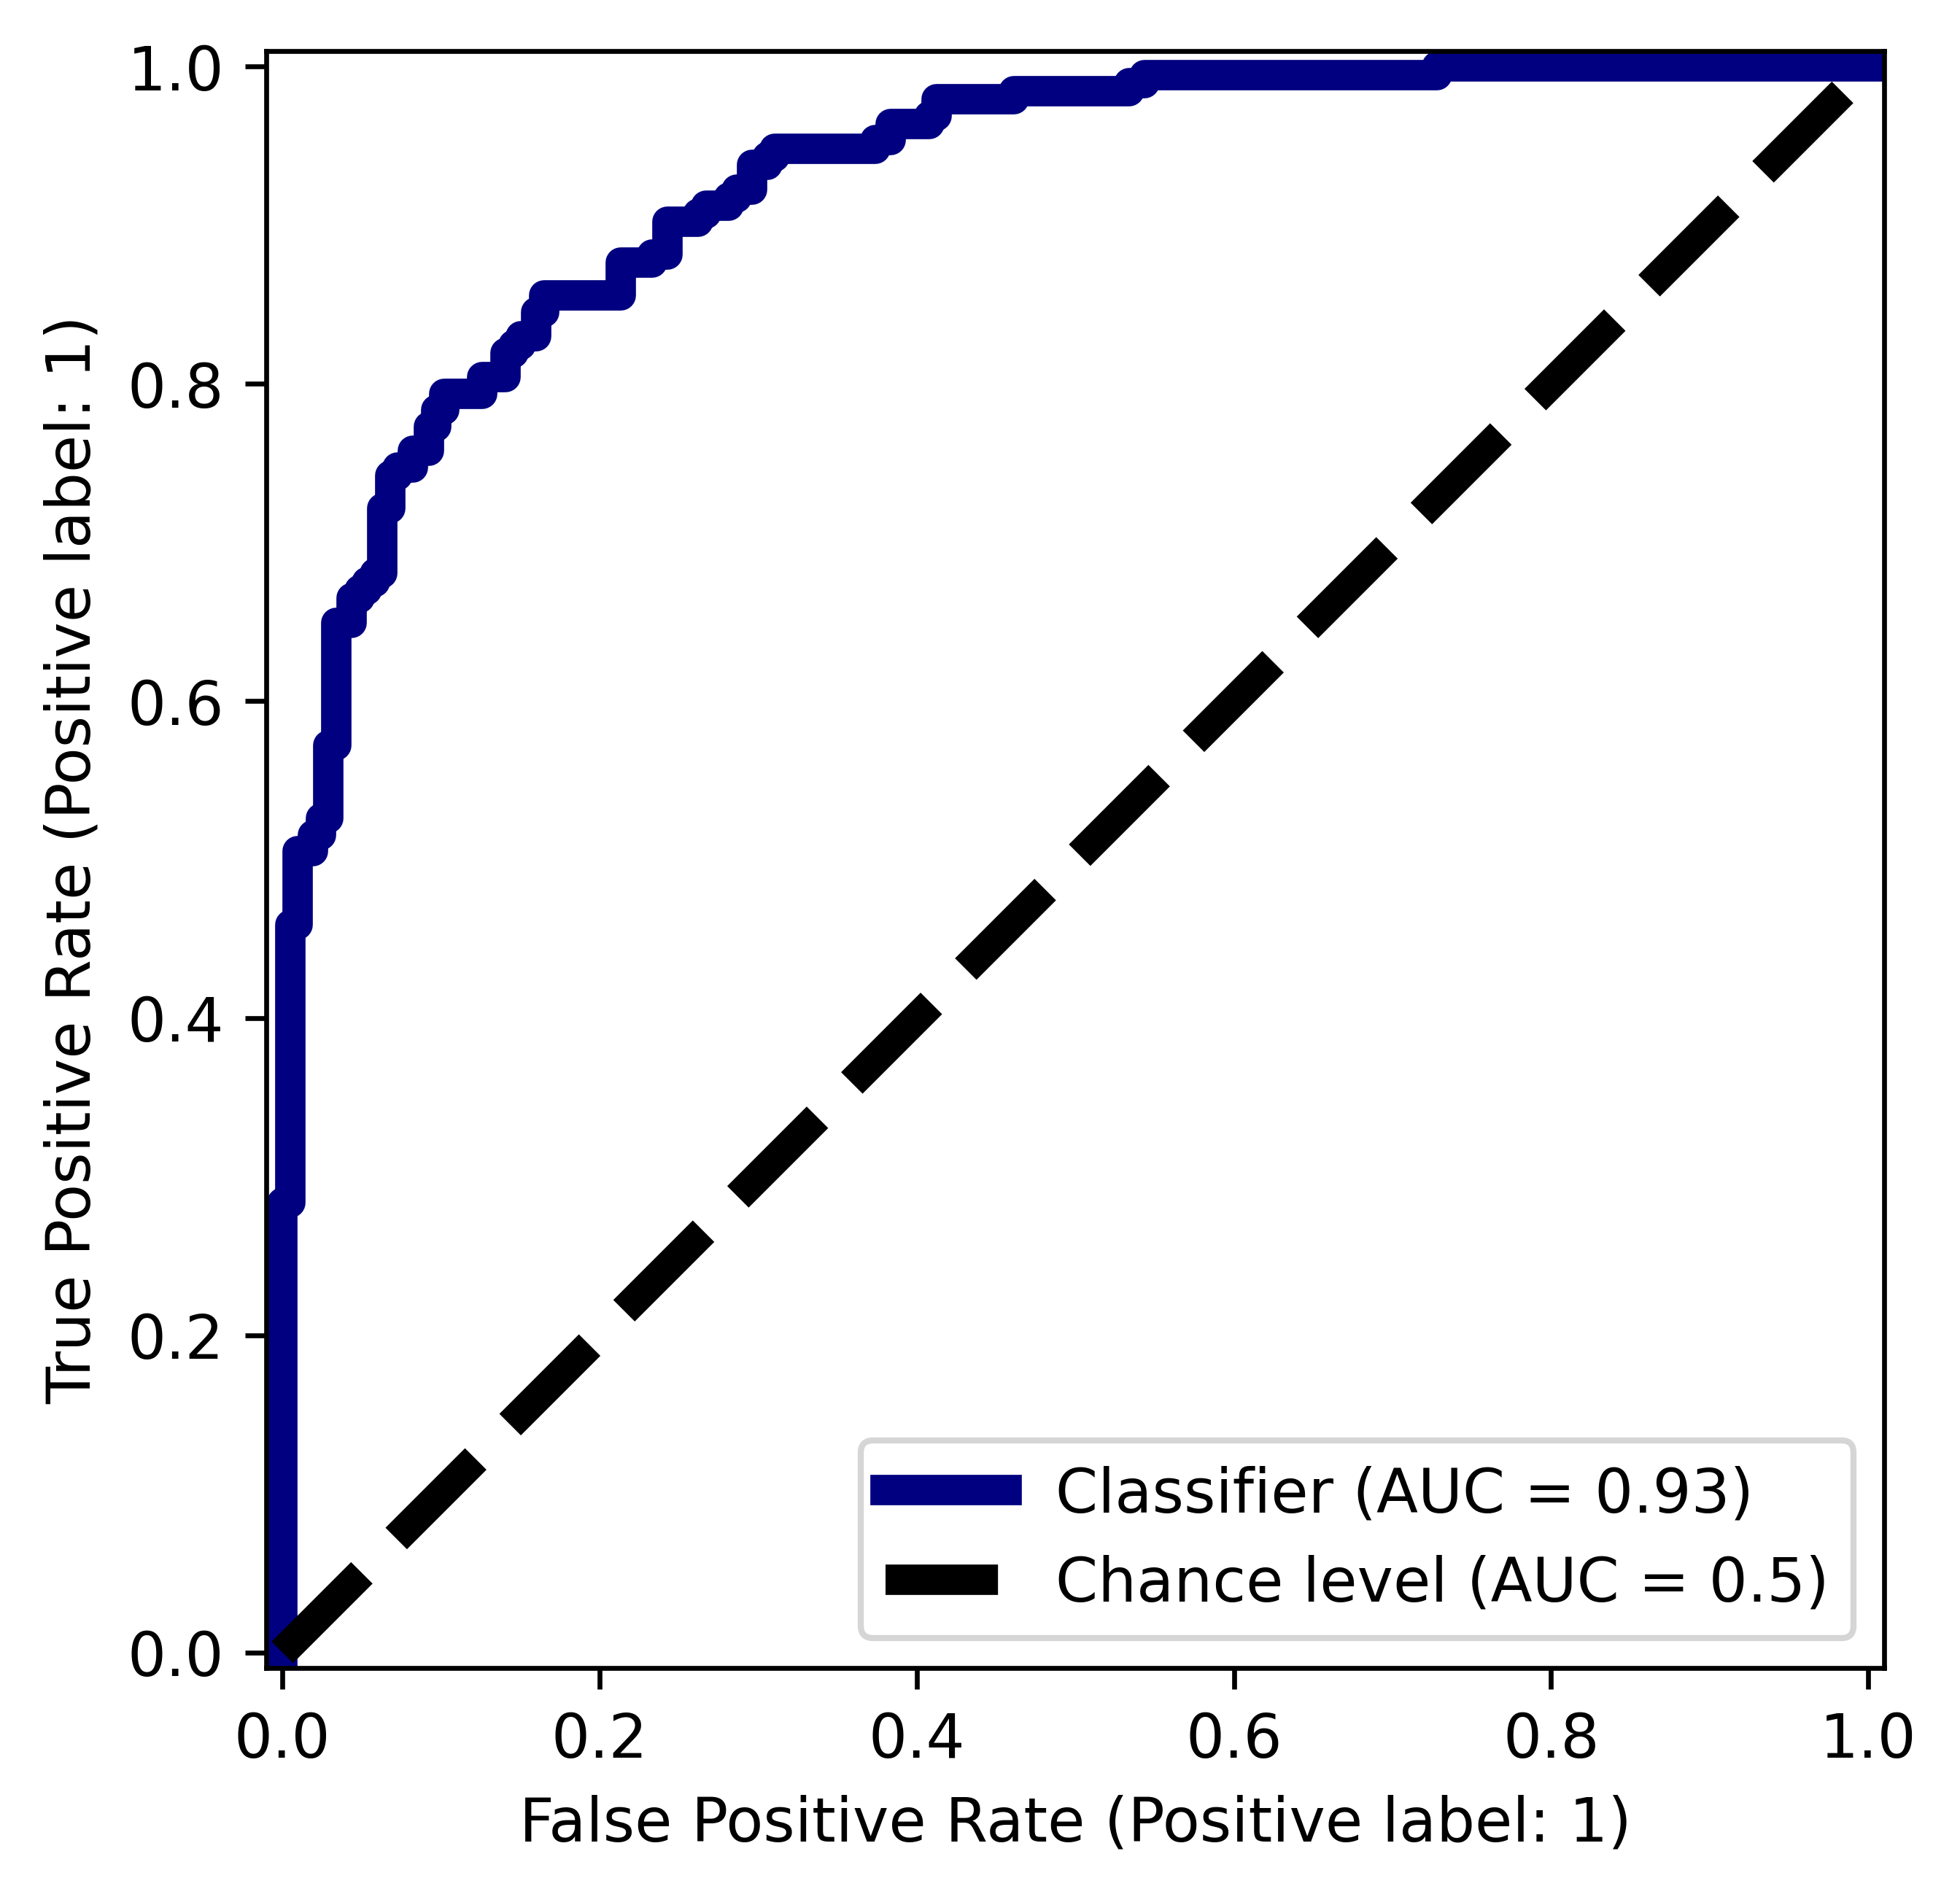 True Positive Rate (Positive label: 1)
1.0
0.8
0.6
0.4
0.2
0.0
Classifier (AUC = 0.93)
Chance level (AUC = 0.5)
0.0 0.2 0.4 0.6 0.8 1.0
False Positive Rate (Positive label: 1)